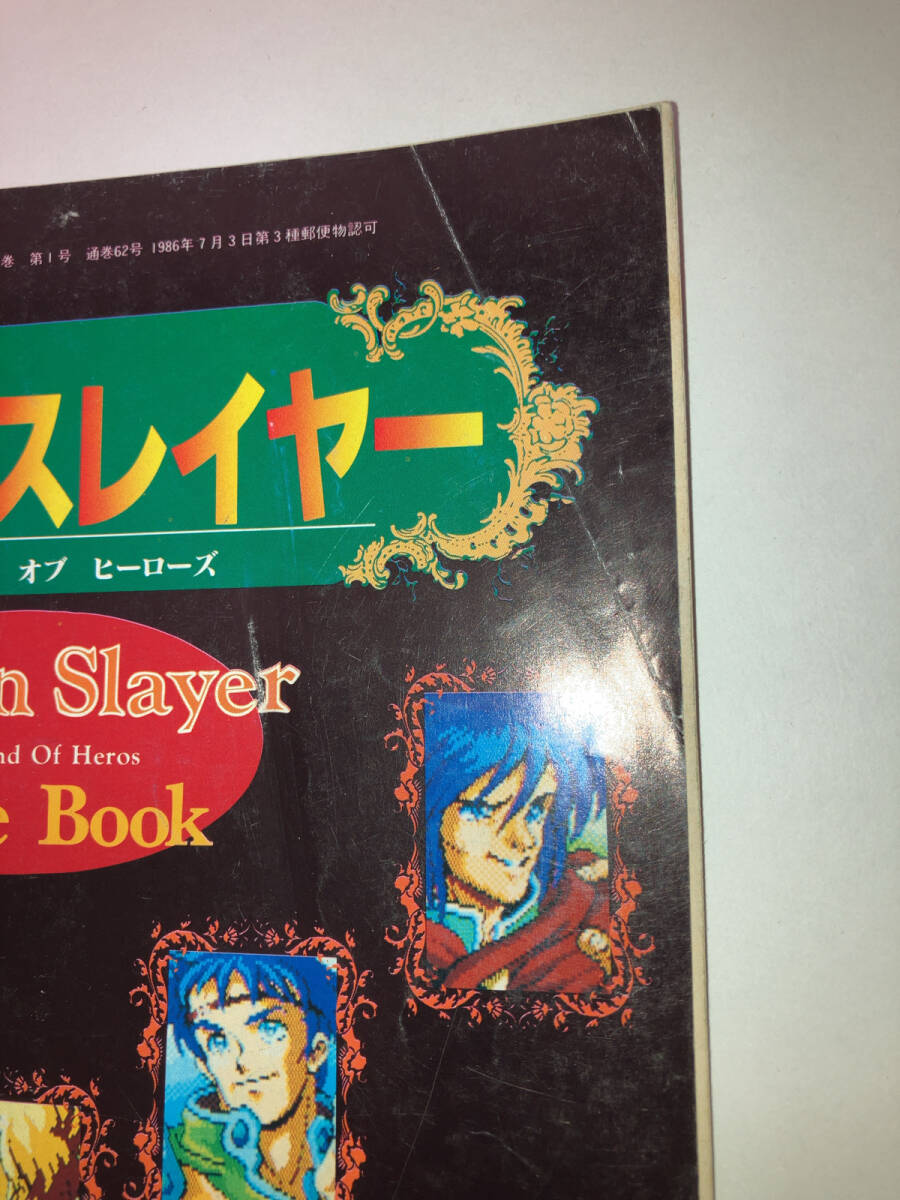 巻 第1号 通巻62号 1986年7月3日第3種郵便物認可
スレイヤー
オブ ヒーローズ
n Slayer
nd Of Heros
e Book